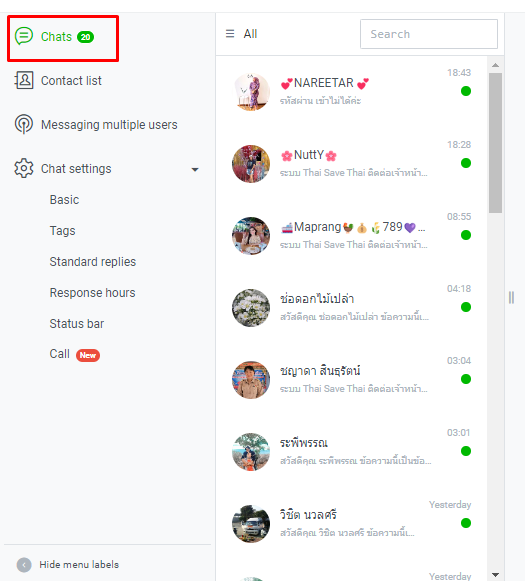 Chats 20
Contact list
Messaging multiple users
Chat settings
Basic
Tags
Standard replies
Response hours
Status bar
Call New
Hide menu labels
All
Search
💕NAREETAR 💕
18:43
รหัสผ่าน เข้าไม่ได้ค่ะ
🌸NuttY🌸
18:28
ระบบ Thai Save Thai ติดต่อเจ้าหน้า...
Maprang 789 💜...
08:55
ระบบ Thai Save Thai ติดต่อเจ้าหน้า...
ช่อดอกไม้เปล่า
04:18
สวัสดีคุณ ช่อดอกไม้เปล่า ข้อความนี้เ...
ชญาดา สินธุรัตน์
03:04
ระบบ Thai Save Thai ติดต่อเจ้าหน้า...
ระพีพรรณ
03:01
สวัสดีคุณ ระพีพรรณ ข้อความนี้เป็นข้อ...
วิชิต นวลศรี
Yesterday
สวัสดีคุณ วิชิต นวลศรี ข้อความนี้เ...
Yesterday